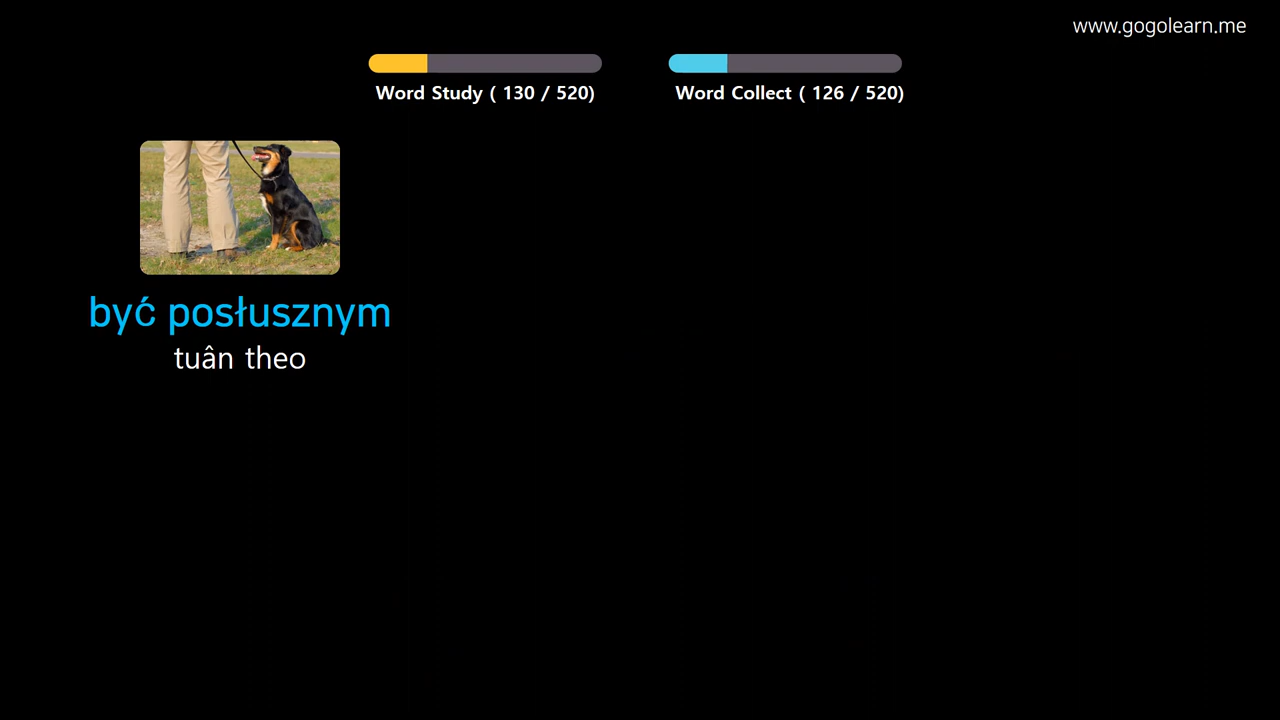 www.gogolearn.me
Word Study ( 130 / 520)
Word Collect ( 126 / 520)
być posłusznym
tuân theo